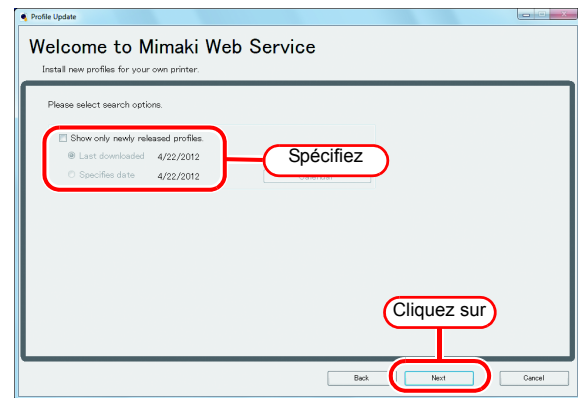 Profile Update
Welcome to Mimaki Web Service
Install new profiles for your own printer.
Please select search options.
Show only newly released profiles.
Last downloaded 4/22/2012
Specifies date 4/22/2012
Spécifiez
Cliquez sur
Back Next Cancel